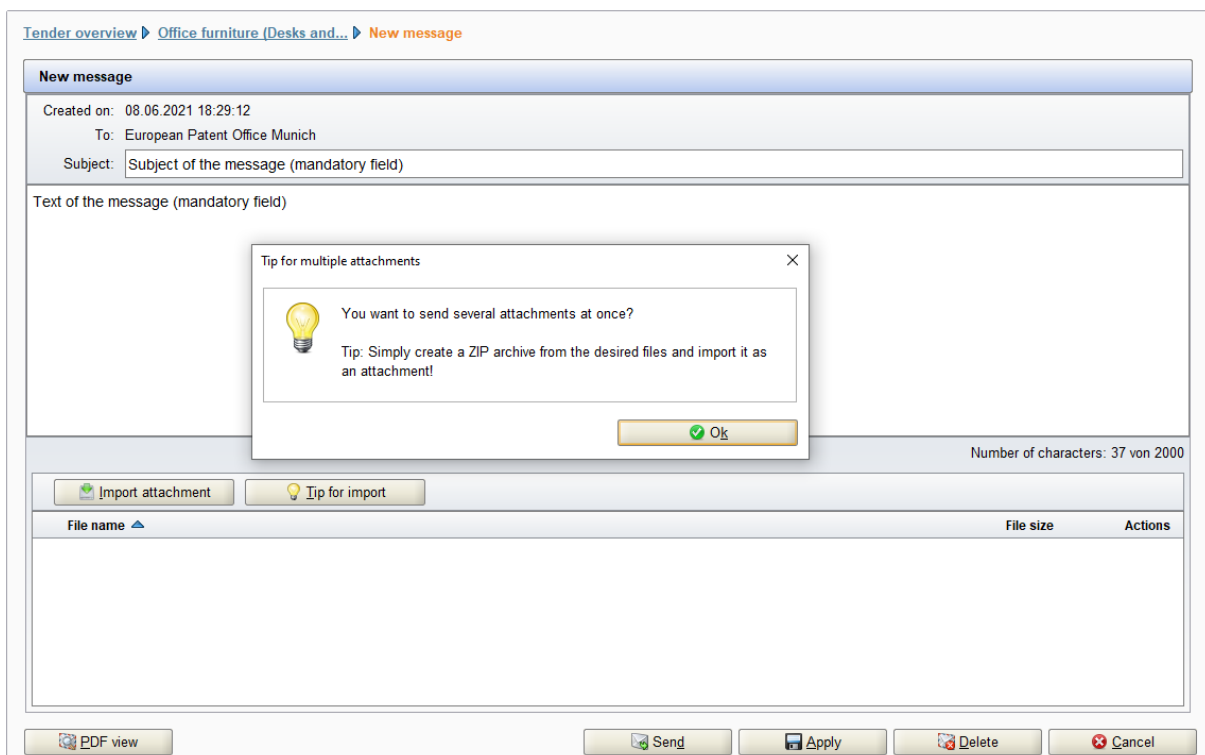 Tender overview Office furniture (Desks and... New message
New message
Created on: 08.06.2021 18:29:12
To: European Patent Office Munich
Subject: Subject of the message (mandatory field)
Text of the message (mandatory field)
Tip for multiple attachments
You want to send several attachments at once?
Tip: Simply create a ZIP archive from the desired files and import it as
an attachment!
Ok
Number of characters: 37 von 2000
Import attachment Tip for import
File name File size Actions
PDF view Send Apply Delete Cancel